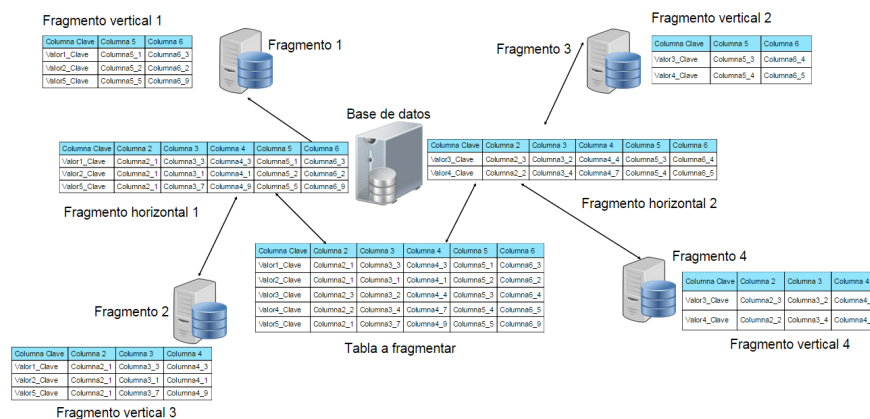 Fragmento vertical 1
Columna Clave Columna 5 Columna 6
Valor1_Clave Columna5_1 Columna6_3
Valor2_Clave Columna5_2 Columna6_2
Valor5_Clave Columna5_5 Columna6_9
Fragmento 1
Fragmento 3
Fragmento vertical 2
Columna Clave Columna 5 Columna 6
Valor3_Clave Columna5_3 Columna6_4
Valor4_Clave Columna5_4 Columna6_5
Base de datos
Columna Clave Columna 2 Columna 3 Columna 4 Columna 5 Columna 6
Valor1_Clave Columna2_1 Columna3_3 Columna4_3 Columna5_1 Columna6_3
Valor2_Clave Columna2_1 Columna3_1 Columna4_1 Columna5_2 Columna6_2
Valor5_Clave Columna2_1 Columna3_7 Columna4_9 Columna5_5 Columna6_9
Fragmento horizontal 1
Columna Clave Columna 2 Columna 3 Columna 4 Columna 5 Columna 6
Valor3_Clave Columna2_3 Columna3_2 Columna4_4 Columna5_3 Columna6_4
Valor4_Clave Columna2_2 Columna3_4 Columna4_7 Columna5_4 Columna6_5
Fragmento horizontal 2
Columna Clave Columna 2 Columna 3 Columna 4 Columna 5 Columna 6
Valor1_Clave Columna2_1 Columna3_3 Columna4_3 Columna5_1 Columna6_3
Valor2_Clave Columna2_1 Columna3_1 Columna4_1 Columna5_2 Columna6_2
Valor3_Clave Columna2_3 Columna3_2 Columna4_4 Columna5_3 Columna6_4
Valor4_Clave Columna2_2 Columna3_4 Columna4_7 Columna5_4 Columna6_5
Valor5_Clave Columna2_1 Columna3_7 Columna4_9 Columna5_5 Columna6_9
Tabla a fragmentar
Fragmento 2
Columna Clave Columna 2 Columna 3 Columna 4
Valor1_Clave Columna2_1 Columna3_3 Columna4_3
Valor2_Clave Columna2_1 Columna3_1 Columna4_1
Valor5_Clave Columna2_1 Columna3_7 Columna4_9
Fragmento vertical 3
Fragmento 4
Columna Clave Columna 2 Columna 3 Columna 4
Valor3_Clave Columna2_3 Columna3_2 Columna4_
Valor4_Clave Columna2_2 Columna3_4 Columna4_
Fragmento vertical 4